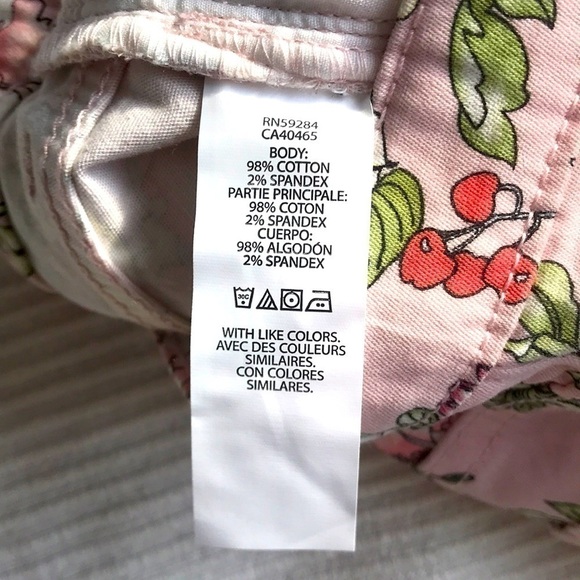 RN59284
CA40465
BODY:
98% COTTON
2% SPANDEX
PARTIE PRINCIPALE:
98% COTON
2% SPANDEX
CUERPO:
98% ALGODÓN
2% SPANDEX
30C
WITH LIKE COLORS.
AVEC DES COULEURS
SIMILAIRES.
CON COLORES
SIMILARES.